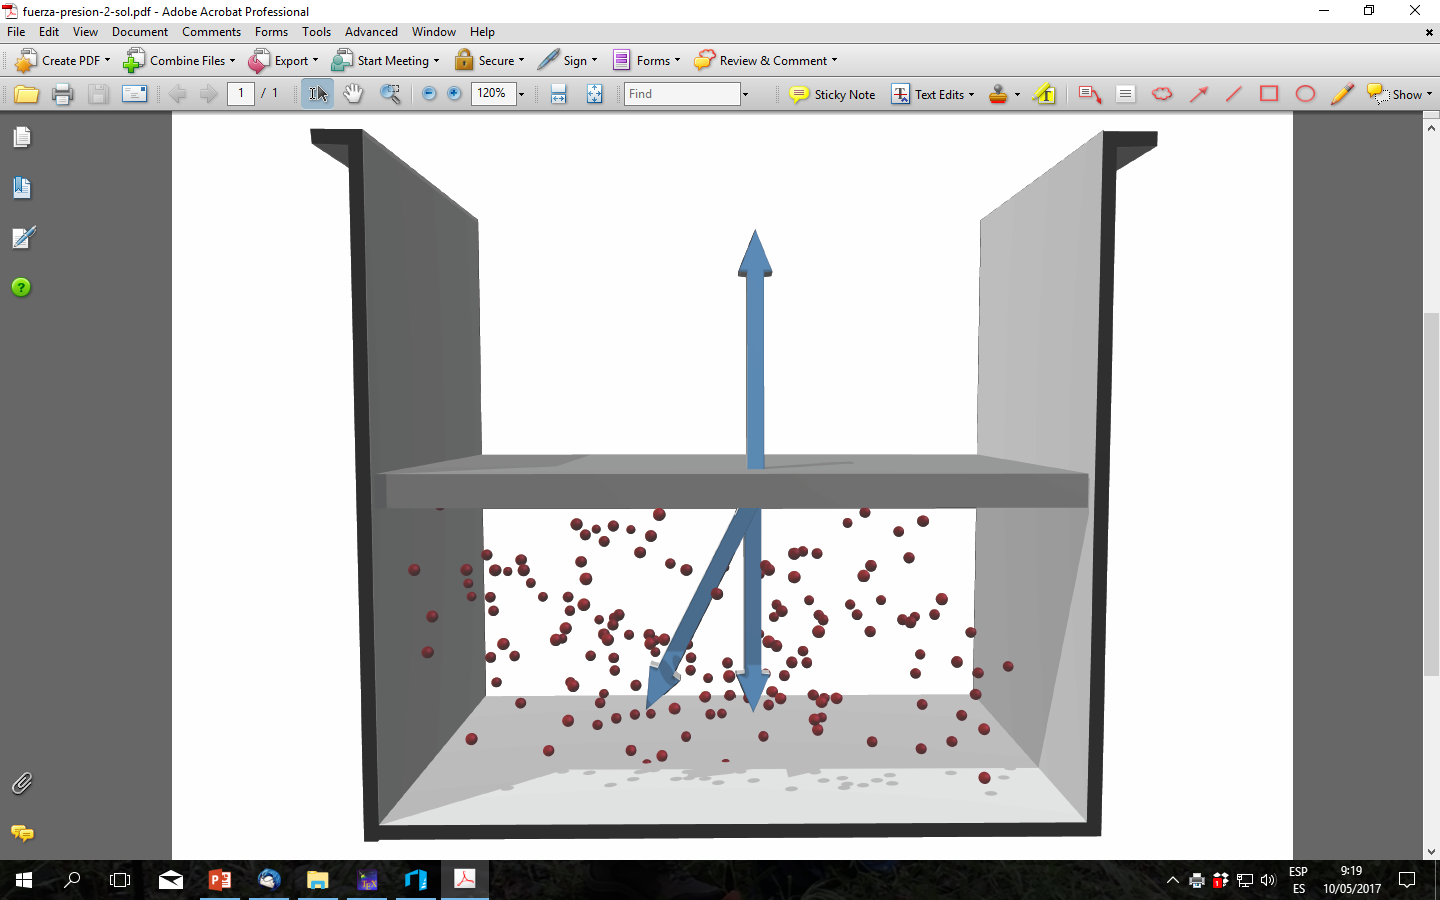 fuerza-presion-2-sol.pdf - Adobe Acrobat Professional
File Edit View Document Comments Forms Tools Advanced Window Help
Create PDF Combine Files Export Start Meeting Secure Sign Forms Review & Comment
1 / 1 120% Find Sticky Note T Text Edits T Show
?
P TEX 1 ESP 9:19
ES 10/05/2017